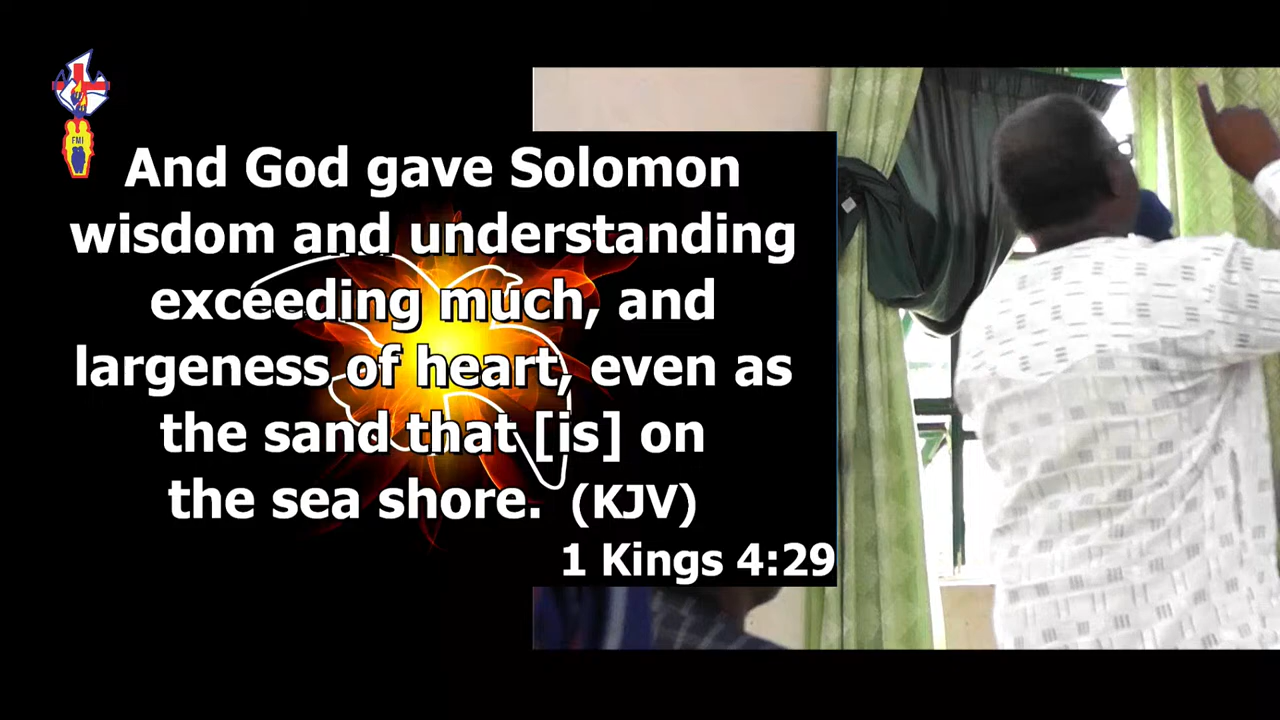 FMI
And God gave Solomon
wisdom and understanding
exceeding much, and
largeness of heart, even as
the sand that [is] on
the sea shore. (KJV)
1 Kings 4:29